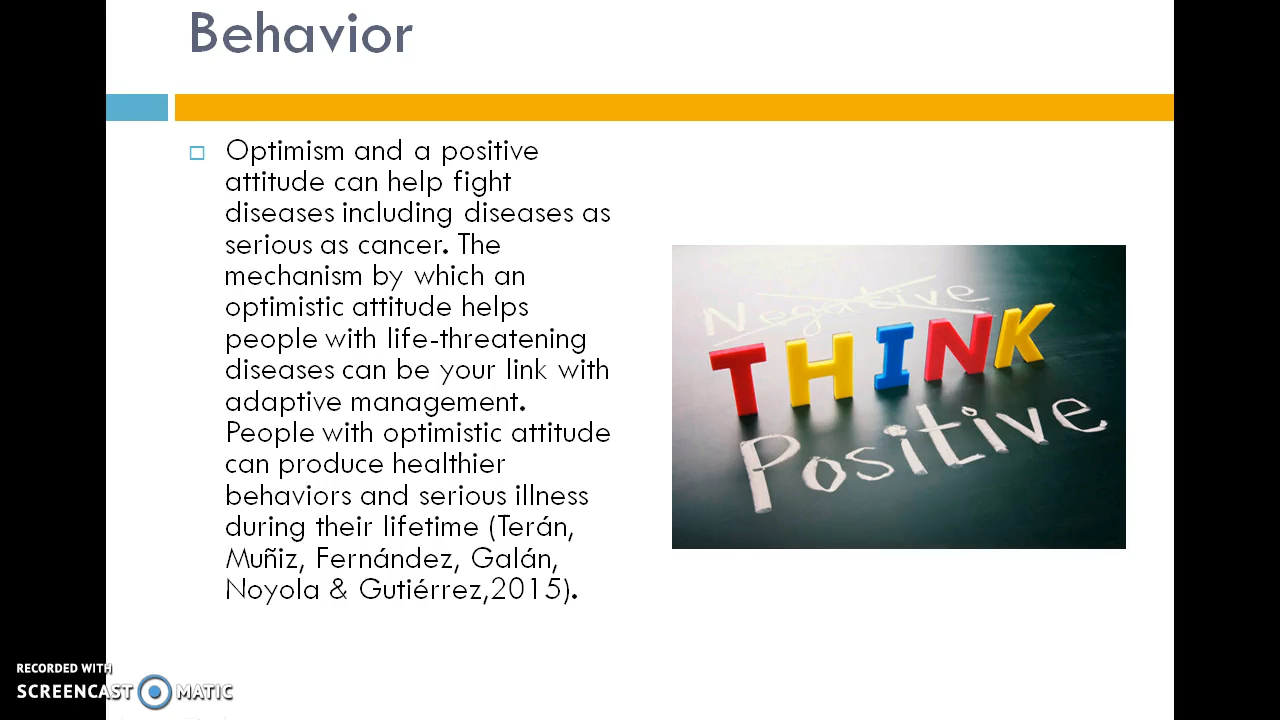 Behavior
Optimism and a positive
attitude can help fight
diseases including diseases as
serious as cancer. The
mechanism by which an
optimistic attitude helps
people with life-threatening
diseases can be your link with
adaptive management.
People with optimistic attitude
can produce healthier
behaviors and serious illness
during their lifetime (Terán,
Muñiz, Fernández, Galán,
Noyola & Gutiérrez,2015).
Negative
THINK
Positive
RECORDED WITH
SCREENCAST MATIC